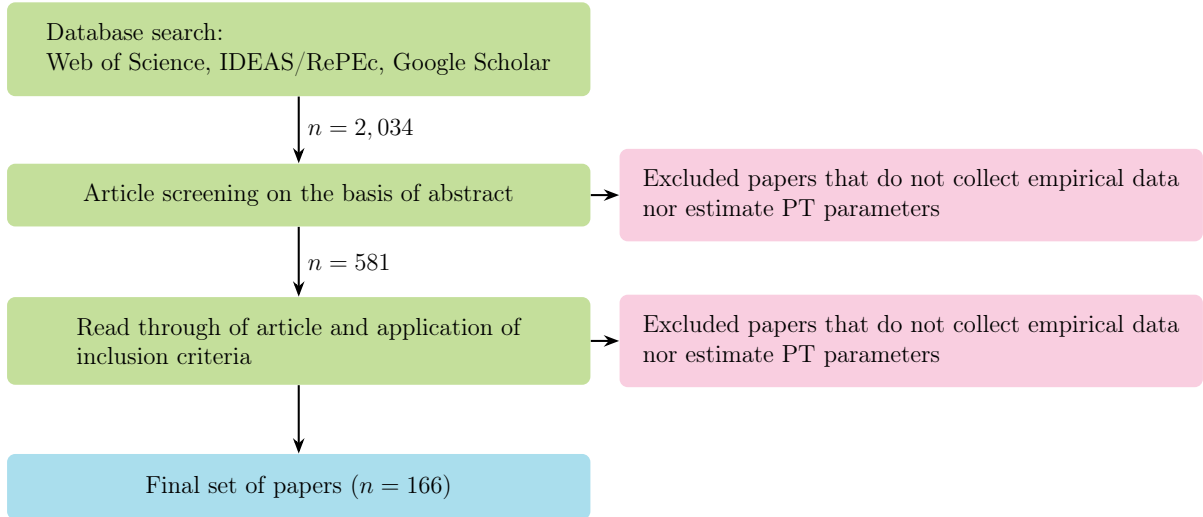 Database search:
Web of Science, IDEAS/RePEc, Google Scholar
n = 2, 034
Article screening on the basis of abstract
Excluded papers that do not collect empirical data
nor estimate PT parameters
n = 581
Read through of article and application of
inclusion criteria
Excluded papers that do not collect empirical data
nor estimate PT parameters
Final set of papers (n = 166)